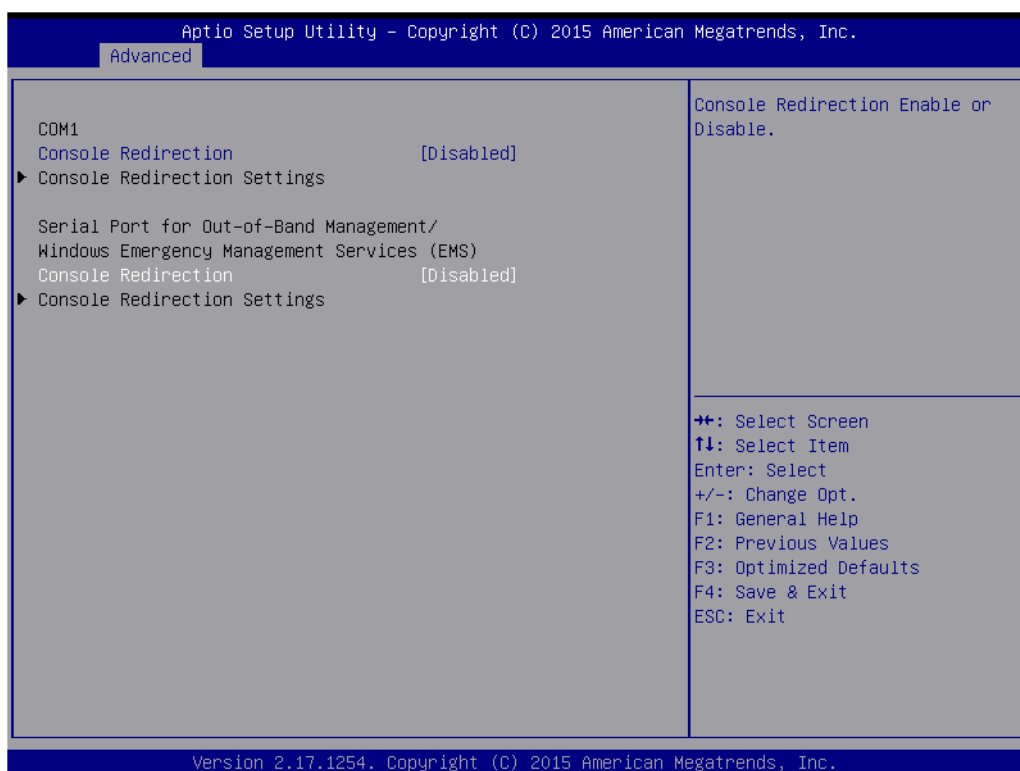 Aptio Setup Utility – Copyright (C) 2015 American Megatrends, Inc.
Advanced
COM1
Console Redirection [Disabled]
▶ Console Redirection Settings
Serial Port for Out-of-Band Management/
Windows Emergency Management Services (EMS)
Console Redirection [Disabled]
▶ Console Redirection Settings
Console Redirection Enable or
Disable.
→←: Select Screen
↑↓: Select Item
Enter: Select
+/-: Change Opt.
F1: General Help
F2: Previous Values
F3: Optimized Defaults
F4: Save & Exit
ESC: Exit
Version 2.17.1254. Copyright (C) 2015 American Megatrends, Inc.